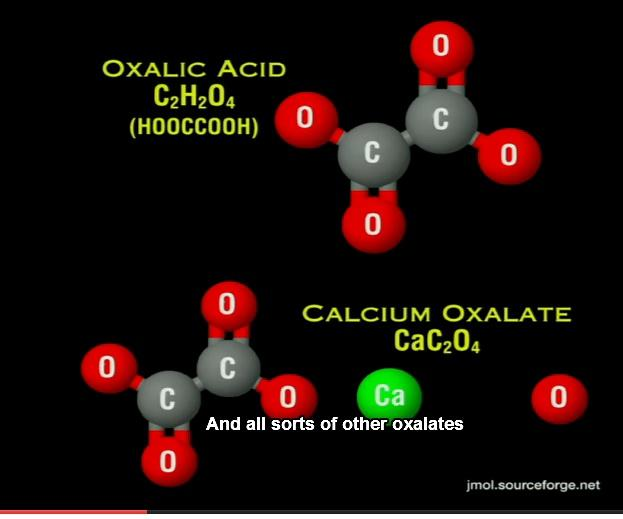 OXALIC ACID
C₂H₂O₄
(HOOCCOOH)
O
O
C
C
O
O
CALCIUM OXALATE
CaC₂O₄
O
O
C
C
O
Ca
O
O
And all sorts of other oxalates
jmol.sourceforge.net